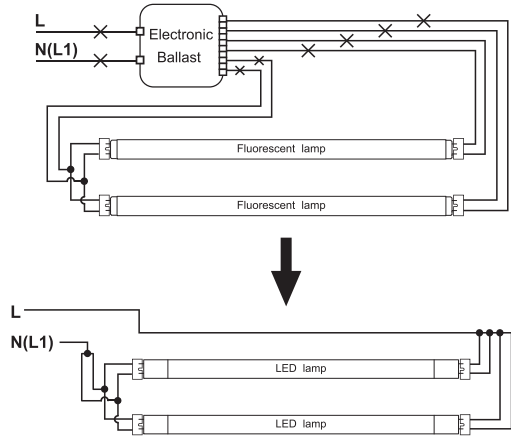 L
N(L1)
Electronic
Ballast
Fluorescent lamp
Fluorescent lamp
L
N(L1)
LED lamp
LED lamp